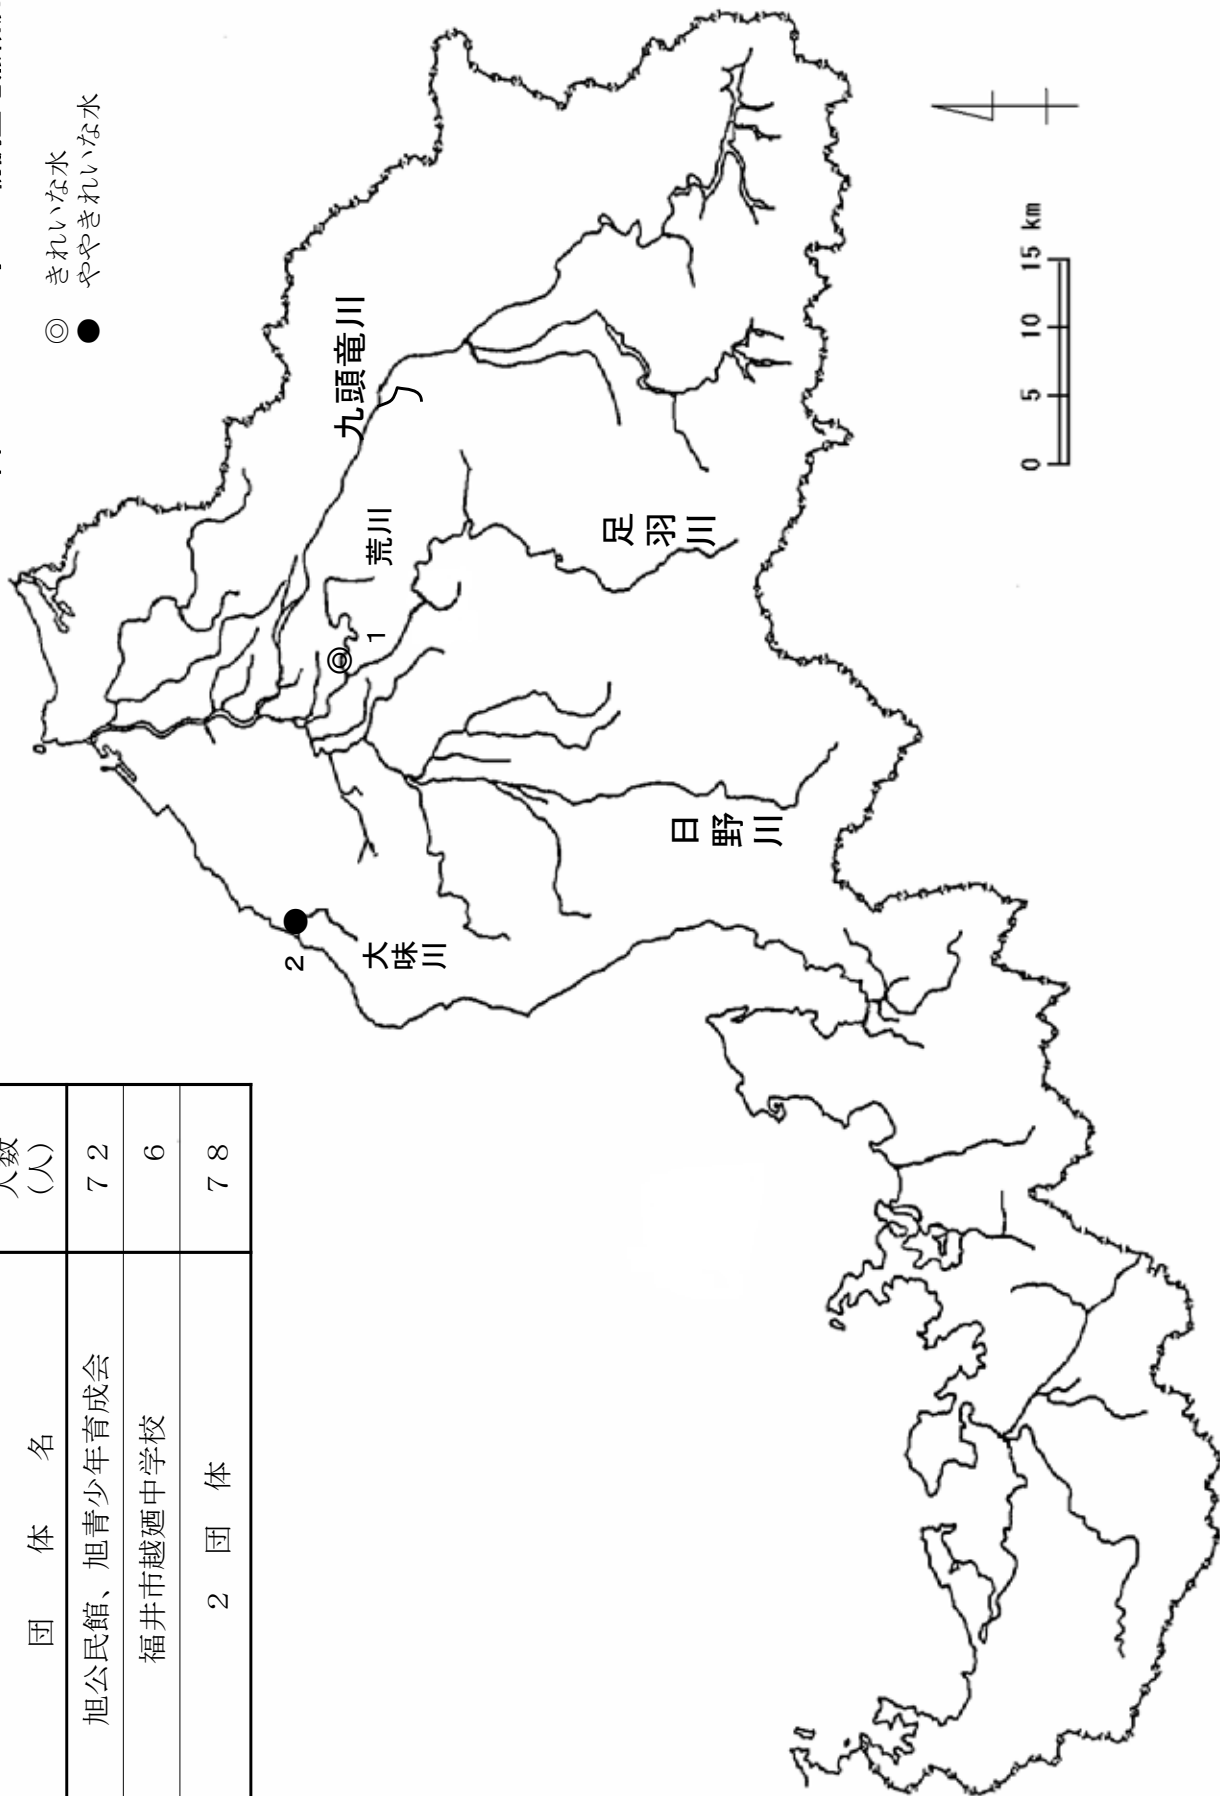 ◎ きれいな水
● ややきれいな水
九頭竜川
荒川
1
足羽川
日野川
2
大味川
0 5 10 15 km
団 体 名 人数(人)
旭公民館、旭青少年育成会 72
福井市越廼中学校 6
2 団 体 78